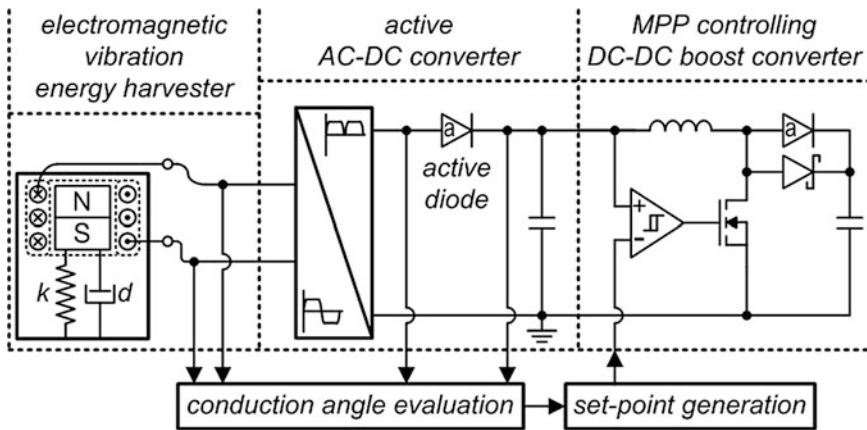 electromagnetic
vibration
energy harvester
active
AC-DC converter
MPP controlling
DC-DC boost converter
N
S
k
d
a
active
diode
+
-
a
conduction angle evaluation
set-point generation